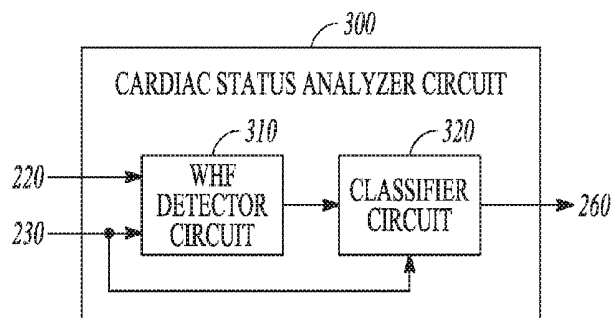 300
CARDIAC STATUS ANALYZER CIRCUIT
310
320
220
WHF
DETECTOR
CIRCUIT
CLASSIFIER
CIRCUIT
230
260